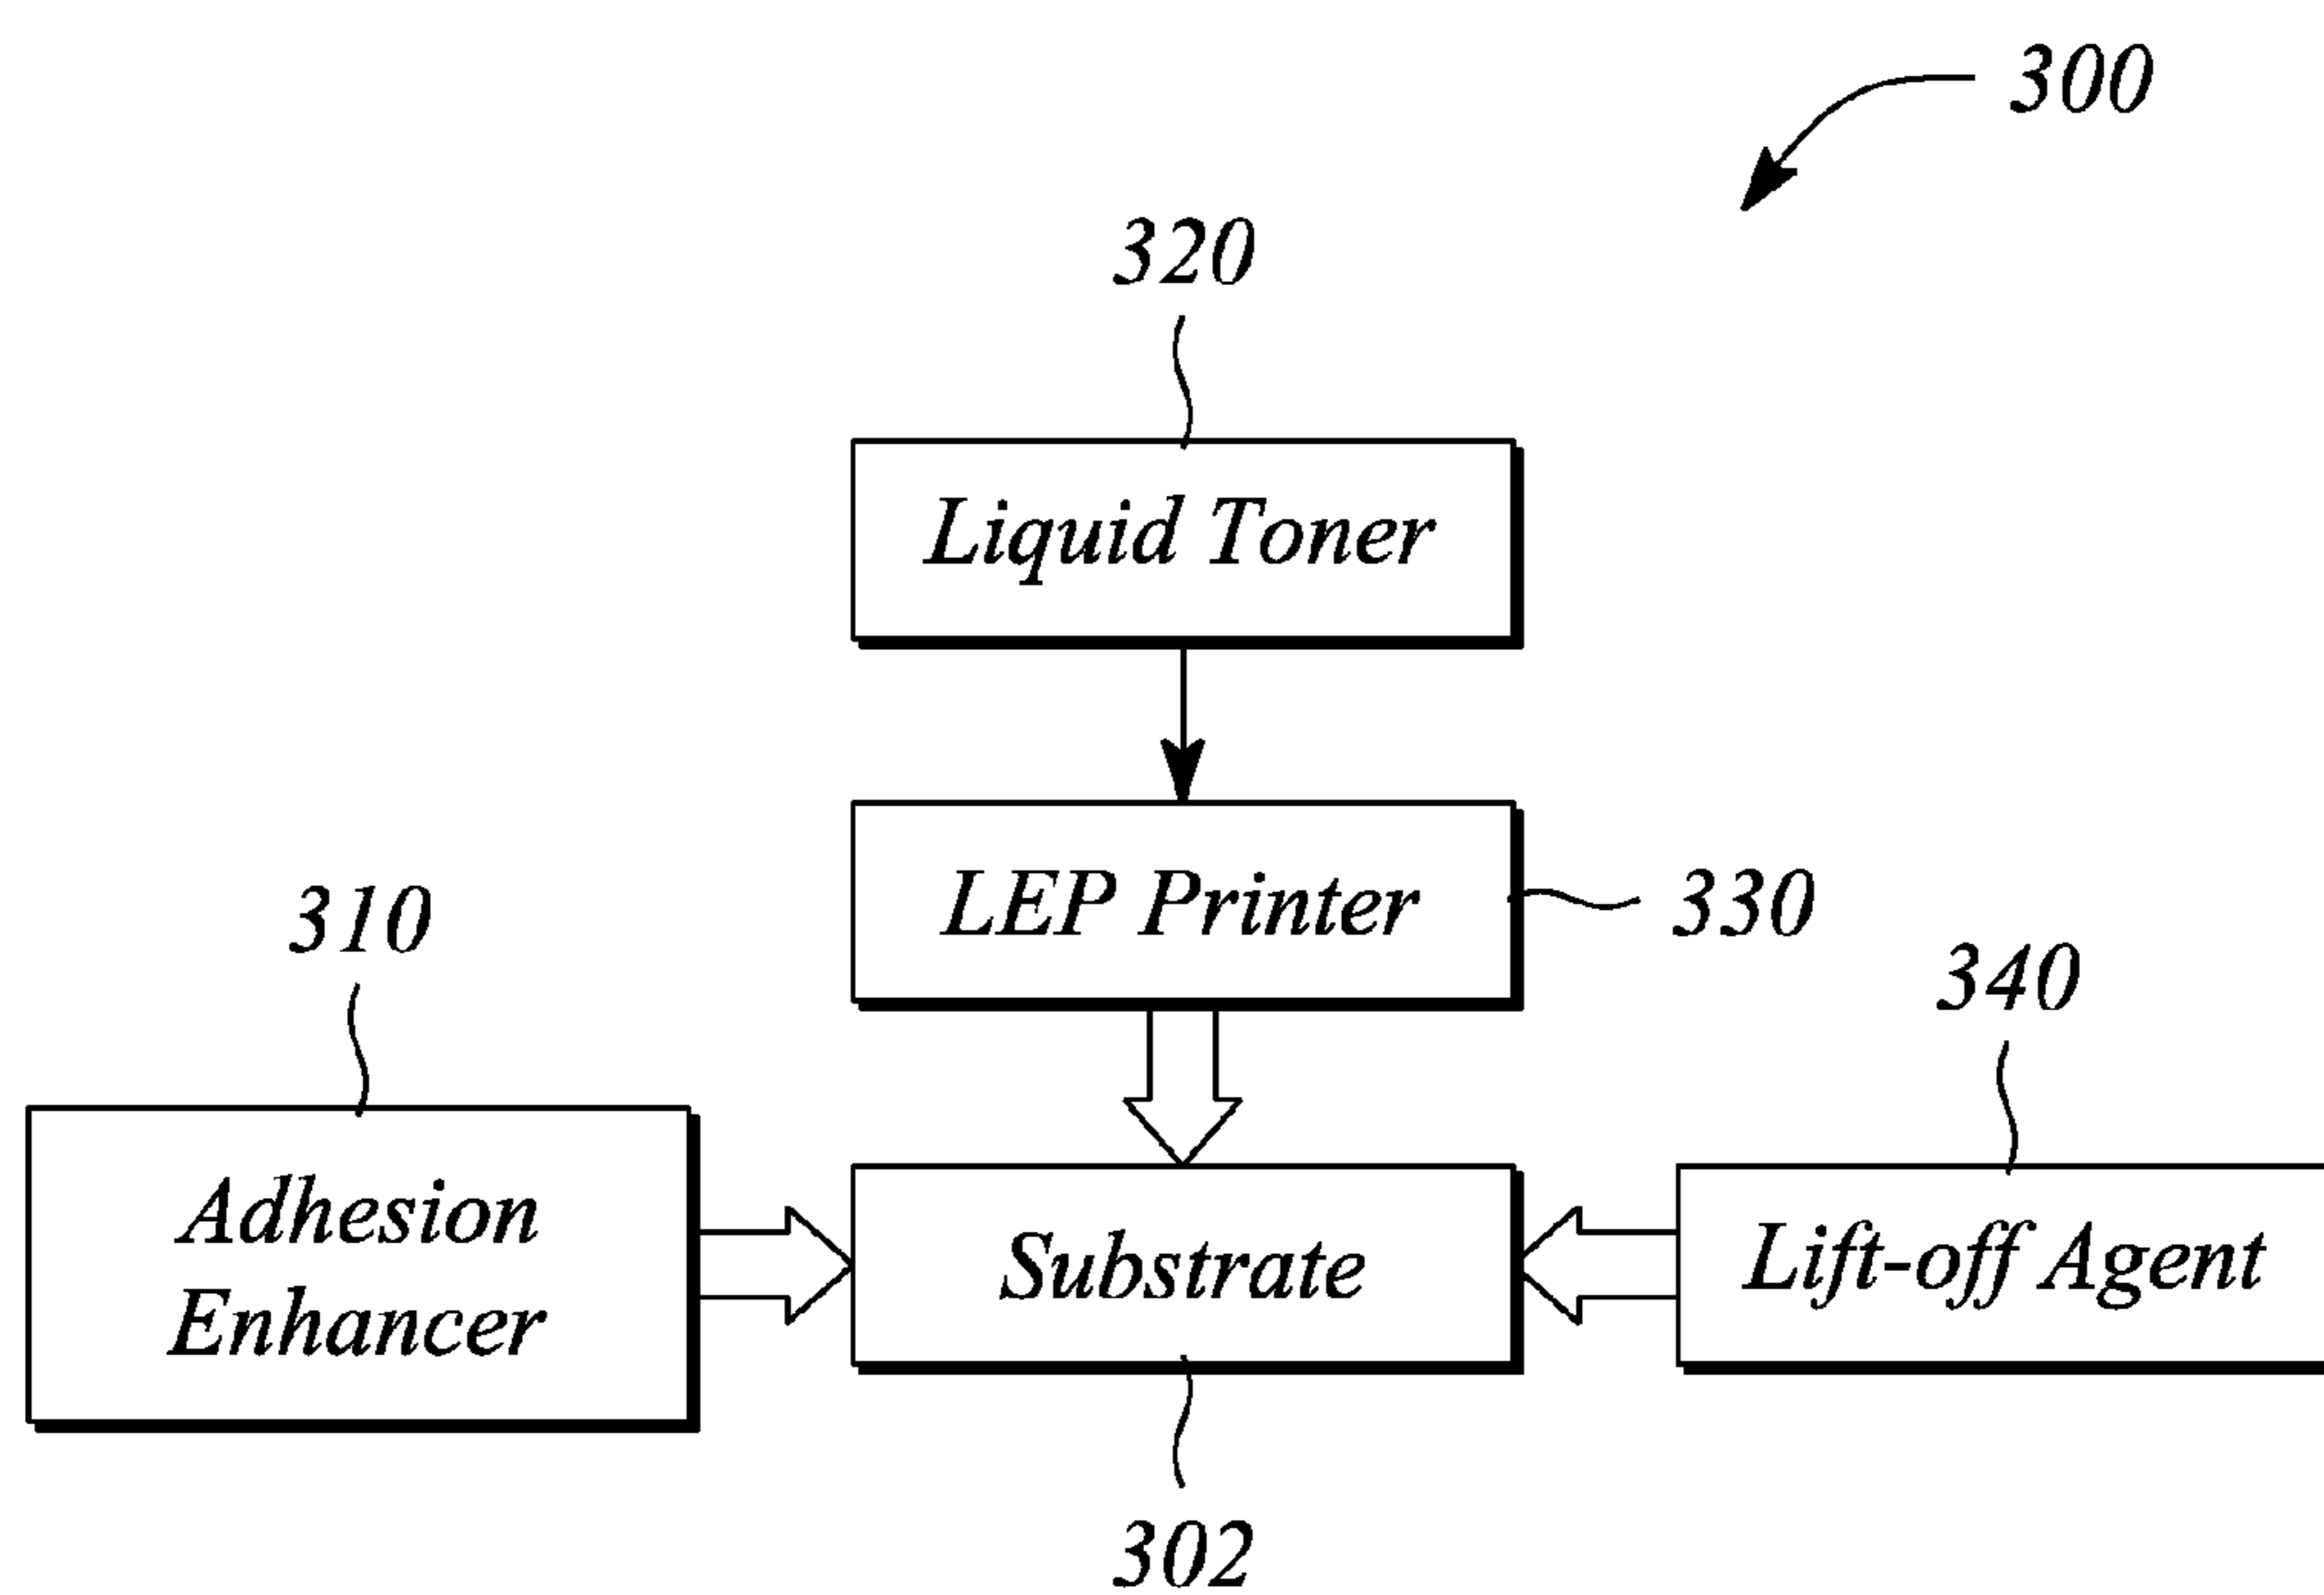 300
320
Liquid Toner
LEP Printer
330
310
340
Adhesion
Enhancer
Substrate
Lift-off Agent
302